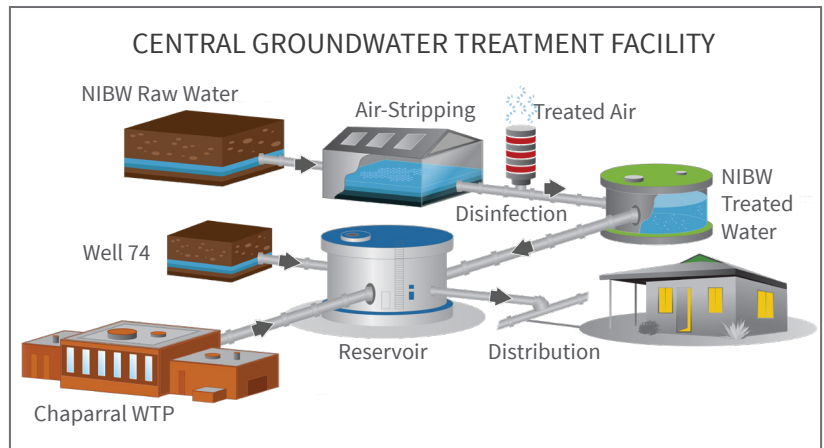 CENTRAL GROUNDWATER TREATMENT FACILITY
NIBW Raw Water
Air-Stripping
Treated Air
Disinfection
NIBW
Treated
Water
Well 74
Reservoir
Distribution
Chaparral WTP